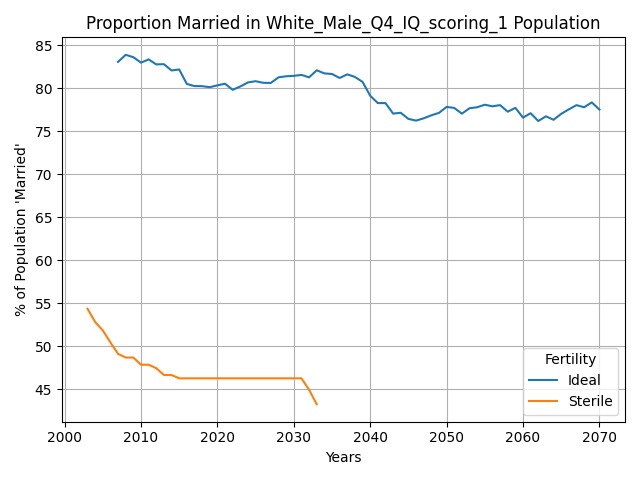 Proportion Married in White_Male_Q4_IQ_scoring_1 Population
% of Population 'Married'
85
80
75
70
65
60
55
50
45
2000 2010 2020 2030 2040 2050 2060 2070
Years
Fertility
Ideal
Sterile